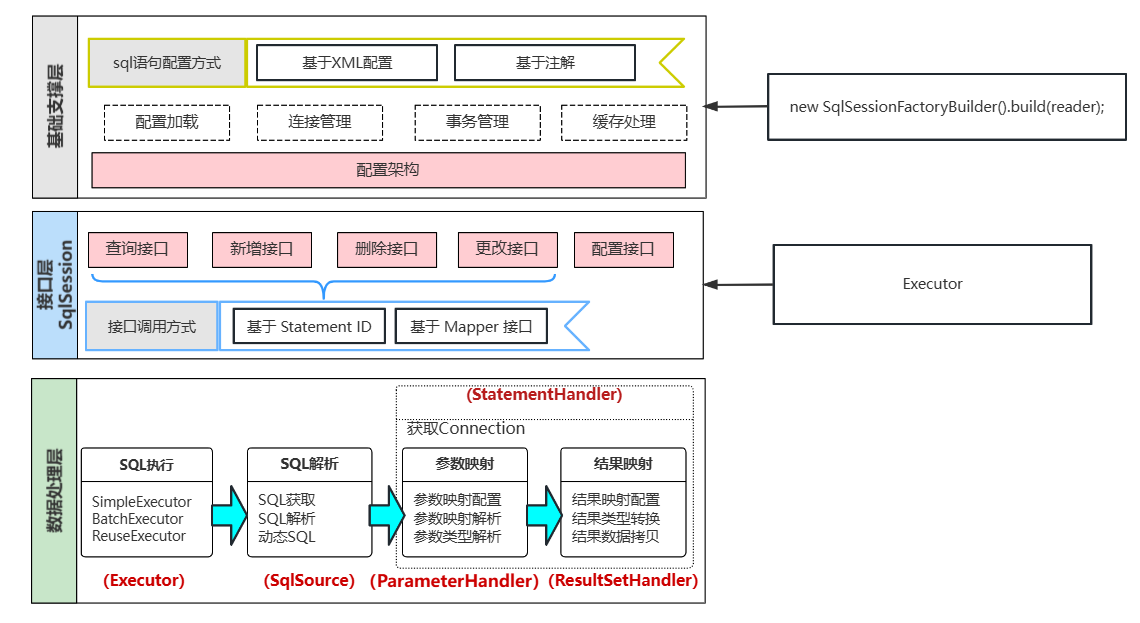 基础支撑层
sql语句配置方式
基于XML配置
基于注解
配置加载
连接管理
事务管理
缓存处理
配置架构
new SqlSessionFactoryBuilder().build(reader);
接口层
SqlSession
查询接口
新增接口
删除接口
更改接口
配置接口
接口调用方式
基于 Statement ID
基于 Mapper 接口
Executor
数据处理层
(StatementHandler)
获取Connection
SQL执行
SimpleExecutor
BatchExecutor
ReuseExecutor
(Executor)
SQL解析
SQL获取
SQL解析
动态SQL
(SqlSource)
参数映射
参数映射配置
参数映射解析
参数类型解析
(ParameterHandler)
结果映射
结果映射配置
结果类型转换
结果数据拷贝
(ResultSetHandler)